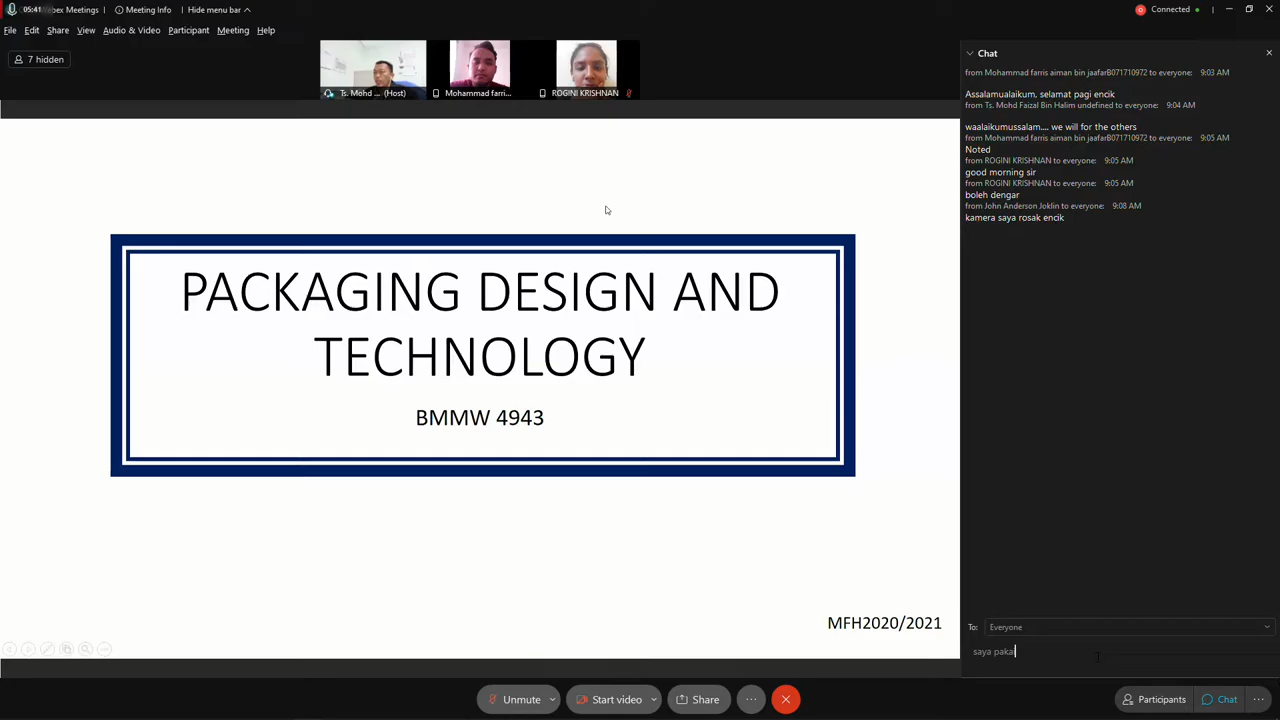 05:41
Webex Meetings
Meeting Info
Hide menu bar
Connected
File Edit Share View Audio & Video Participant Meeting Help
7 hidden
Ts. Mohd ... (Host)
Mohammad farri...
ROGINI KRISHNAN
PACKAGING DESIGN AND
TECHNOLOGY
BMMW 4943
MFH2020/2021
Chat
from Mohammad farris aiman bin jaafarB071710972 to everyone: 9:03 AM
Assalamualaikum, selamat pagi encik
from Ts. Mohd Faizal Bin Halim undefined to everyone: 9:04 AM
waalaikumussalam.... we will for the others
from Mohammad farris aiman bin jaafarB071710972 to everyone: 9:05 AM
Noted
from ROGINI KRISHNAN to everyone: 9:05 AM
good morning sir
from ROGINI KRISHNAN to everyone: 9:05 AM
boleh dengar
from John Anderson Joklin to everyone: 9:08 AM
kamera saya rosak encik
To: Everyone
saya pakai
Unmute
Start video
Share
Participants
Chat